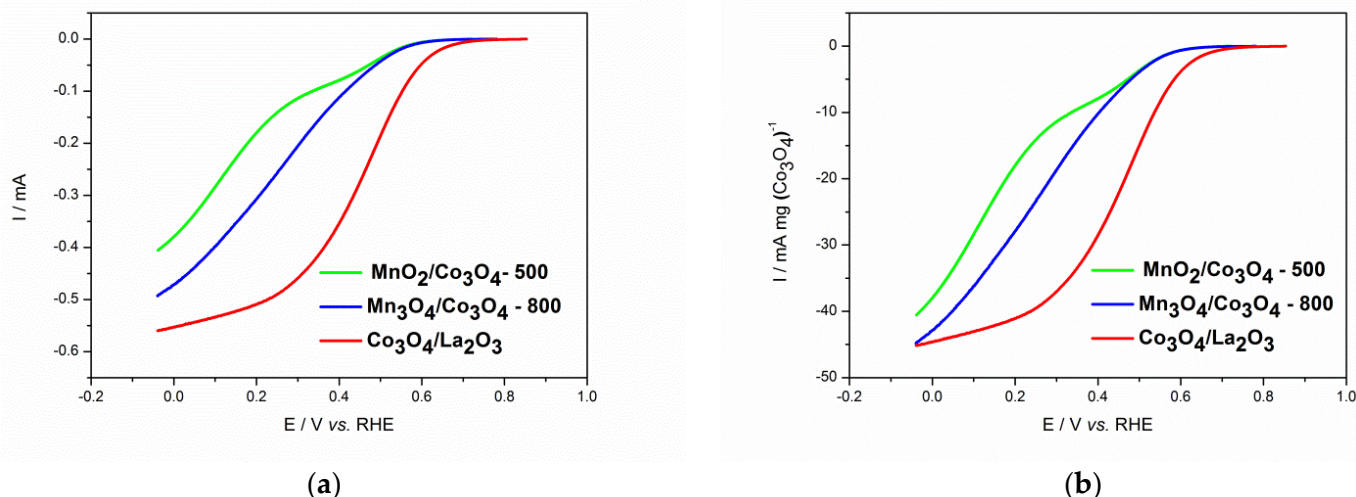 0.0
-0.1
-0.2
-0.3
-0.4
-0.5
-0.6
I / mA
MnO₂/Co₃O₄- 500
Mn₃O₄/Co₃O₄ - 800
Co₃O₄/La₂O₃
-0.2 0.0 0.2 0.4 0.6 0.8 1.0
E / V vs. RHE
(a)
0
-10
-20
-30
-40
-50
I / mA mg (Co₃O₄)⁻¹
MnO₂/Co₃O₄ - 500
Mn₃O₄/Co₃O₄ - 800
Co₃O₄/La₂O₃
-0.2 0.0 0.2 0.4 0.6 0.8 1.0
E / V vs. RHE
(b)